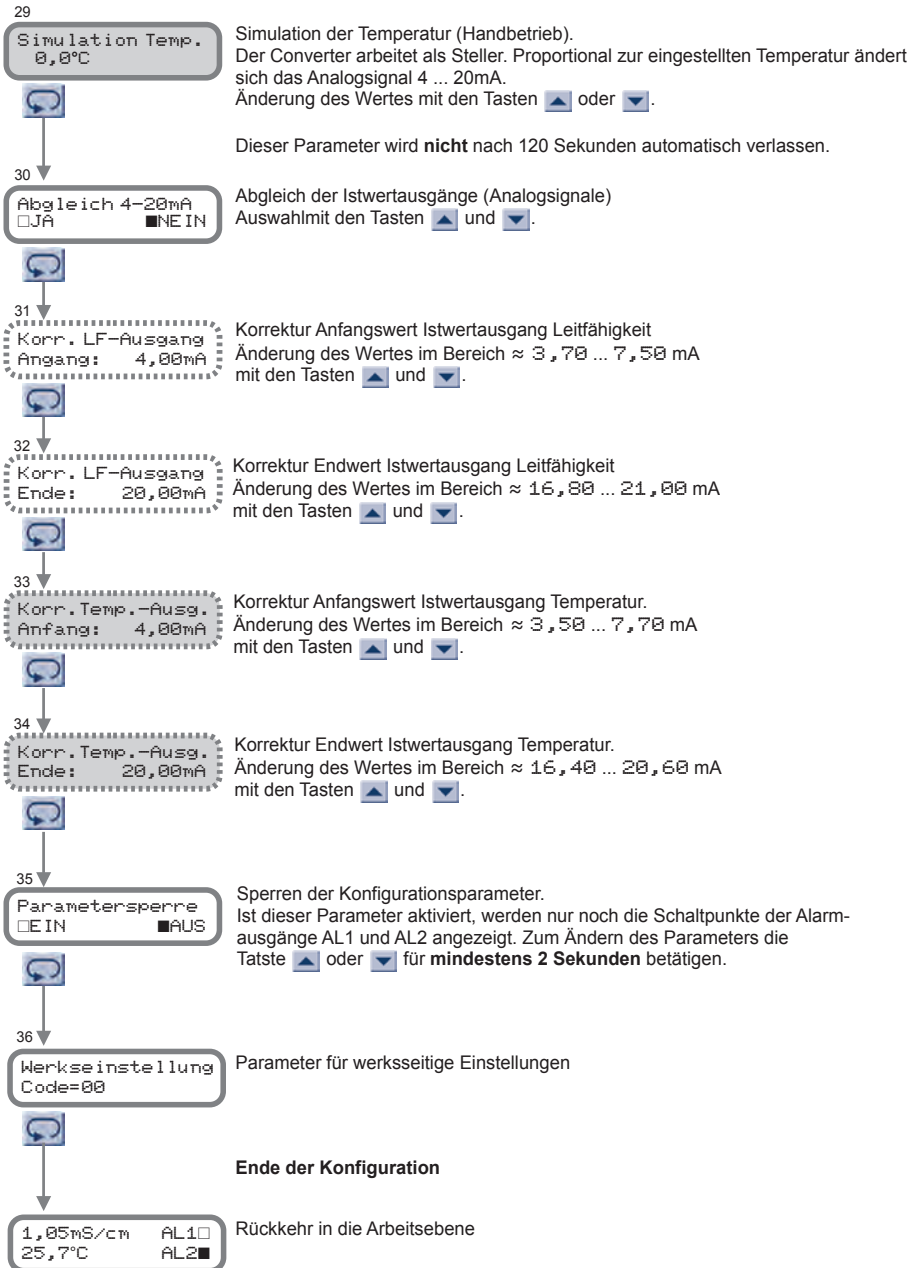 29
Simulation Temp.
0,0°C
Simulation der Temperatur (Handbetrieb).
Der Converter arbeitet als Steller. Proportional zur eingestellten Temperatur ändert
sich das Analogsignal 4 ... 20mA.
Änderung des Wertes mit den Tasten ▲ oder ▼.
Dieser Parameter wird nicht nach 120 Sekunden automatisch verlassen.
30
Abgleich 4-20mA
□JA ■NEIN
Abgleich der Istwertausgänge (Analogsignale)
Auswahlmit den Tasten ▲ und ▼.
31
Korr. LF-Ausgang
Angang: 4,00mA
Korrektur Anfangswert Istwertausgang Leitfähigkeit
Änderung des Wertes im Bereich ≈ 3,70 ... 7,50 mA
mit den Tasten ▲ und ▼.
32
Korr. LF-Ausgang
Ende: 20,00mA
Korrektur Endwert Istwertausgang Leitfähigkeit
Änderung des Wertes im Bereich ≈ 16,80 ... 21,00 mA
mit den Tasten ▲ und ▼.
33
Korr.Temp.-Ausg.
Anfang: 4,00mA
Korrektur Anfangswert Istwertausgang Temperatur.
Änderung des Wertes im Bereich ≈ 3,50 ... 7,70 mA
mit den Tasten ▲ und ▼.
34
Korr.Temp.-Ausg.
Ende: 20,00mA
Korrektur Endwert Istwertausgang Temperatur.
Änderung des Wertes im Bereich ≈ 16,40 ... 20,60 mA
mit den Tasten ▲ und ▼.
35
Parametersperre
□EIN ■AUS
Sperren der Konfigurationsparameter.
Ist dieser Parameter aktiviert, werden nur noch die Schaltpunkte der Alarm-
ausgänge AL1 und AL2 angezeigt. Zum Ändern des Parameters die
Tatste ▲ oder ▼ für mindestens 2 Sekunden betätigen.
36
Werkseinstellung
Code=00
Parameter für werksseitige Einstellungen
Ende der Konfiguration
1,05mS/cm AL1□
25,7°C AL2■
Rückkehr in die Arbeitsebene